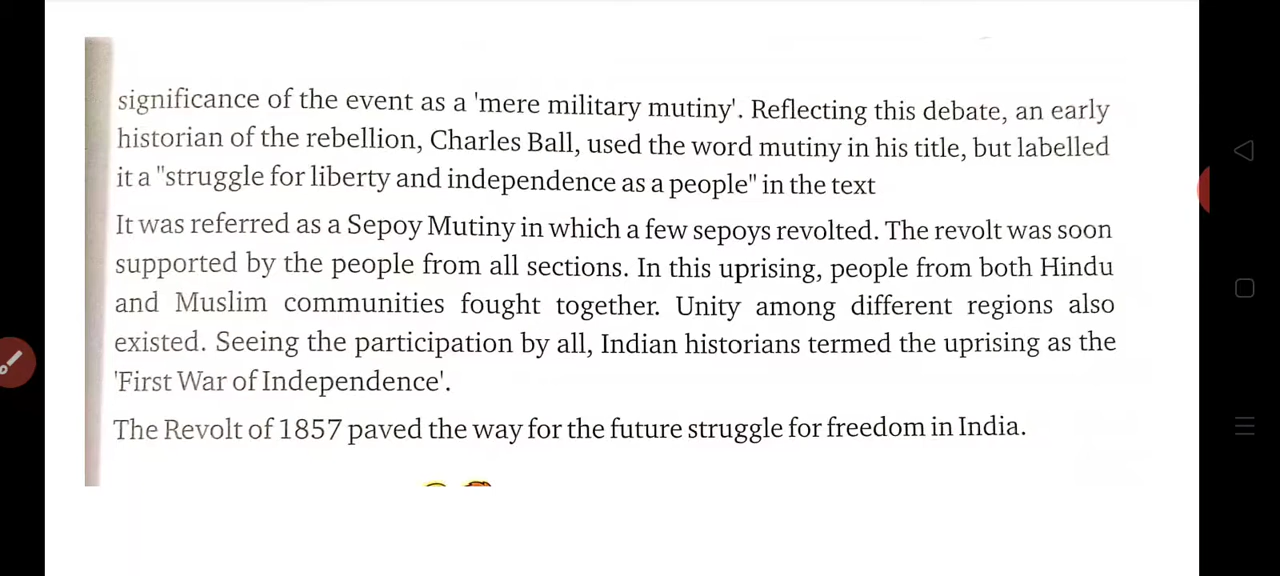 significance of the event as a 'mere military mutiny'. Reflecting this debate, an early
historian of the rebellion, Charles Ball, used the word mutiny in his title, but labelled
it a "struggle for liberty and independence as a people" in the text
It was referred as a Sepoy Mutiny in which a few sepoys revolted. The revolt was soon
supported by the people from all sections. In this uprising, people from both Hindu
and Muslim communities fought together. Unity among different regions also
existed. Seeing the participation by all, Indian historians termed the uprising as the
'First War of Independence'.
The Revolt of 1857 paved the way for the future struggle for freedom in India.